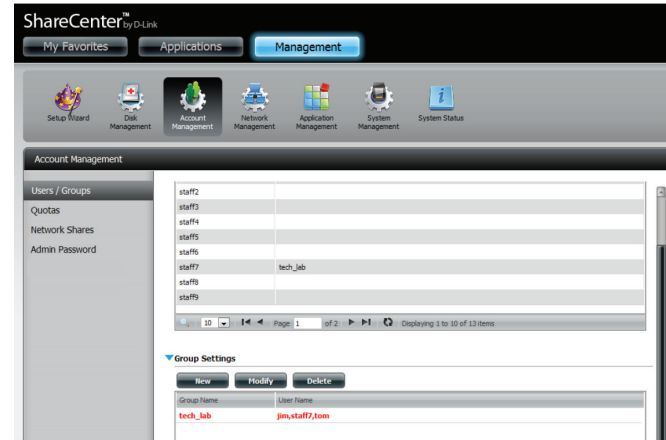 ShareCenter™ by D-Link
My Favorites Applications Management
Setup Wizard Disk Management Account Management Network Management Application Management System Management System Status
Account Management
Users / Groups
Quotas
Network Shares
Admin Password
staff2
staff3
staff4
staff5
staff6
staff7 tech_lab
staff8
staff9
10 Page 1 of 2 Displaying 1 to 10 of 13 items
Group Settings
New Modify Delete
Group Name User Name
tech_lab jim,staff7,tom